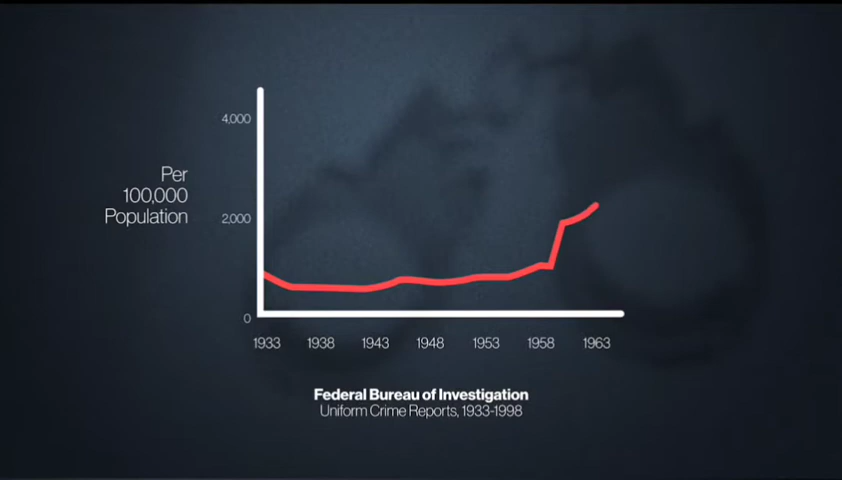 4,000
Per
100,000
Population
2,000
0
1933 1938 1943 1948 1953 1958 1963
Federal Bureau of Investigation
Uniform Crime Reports, 1933-1998